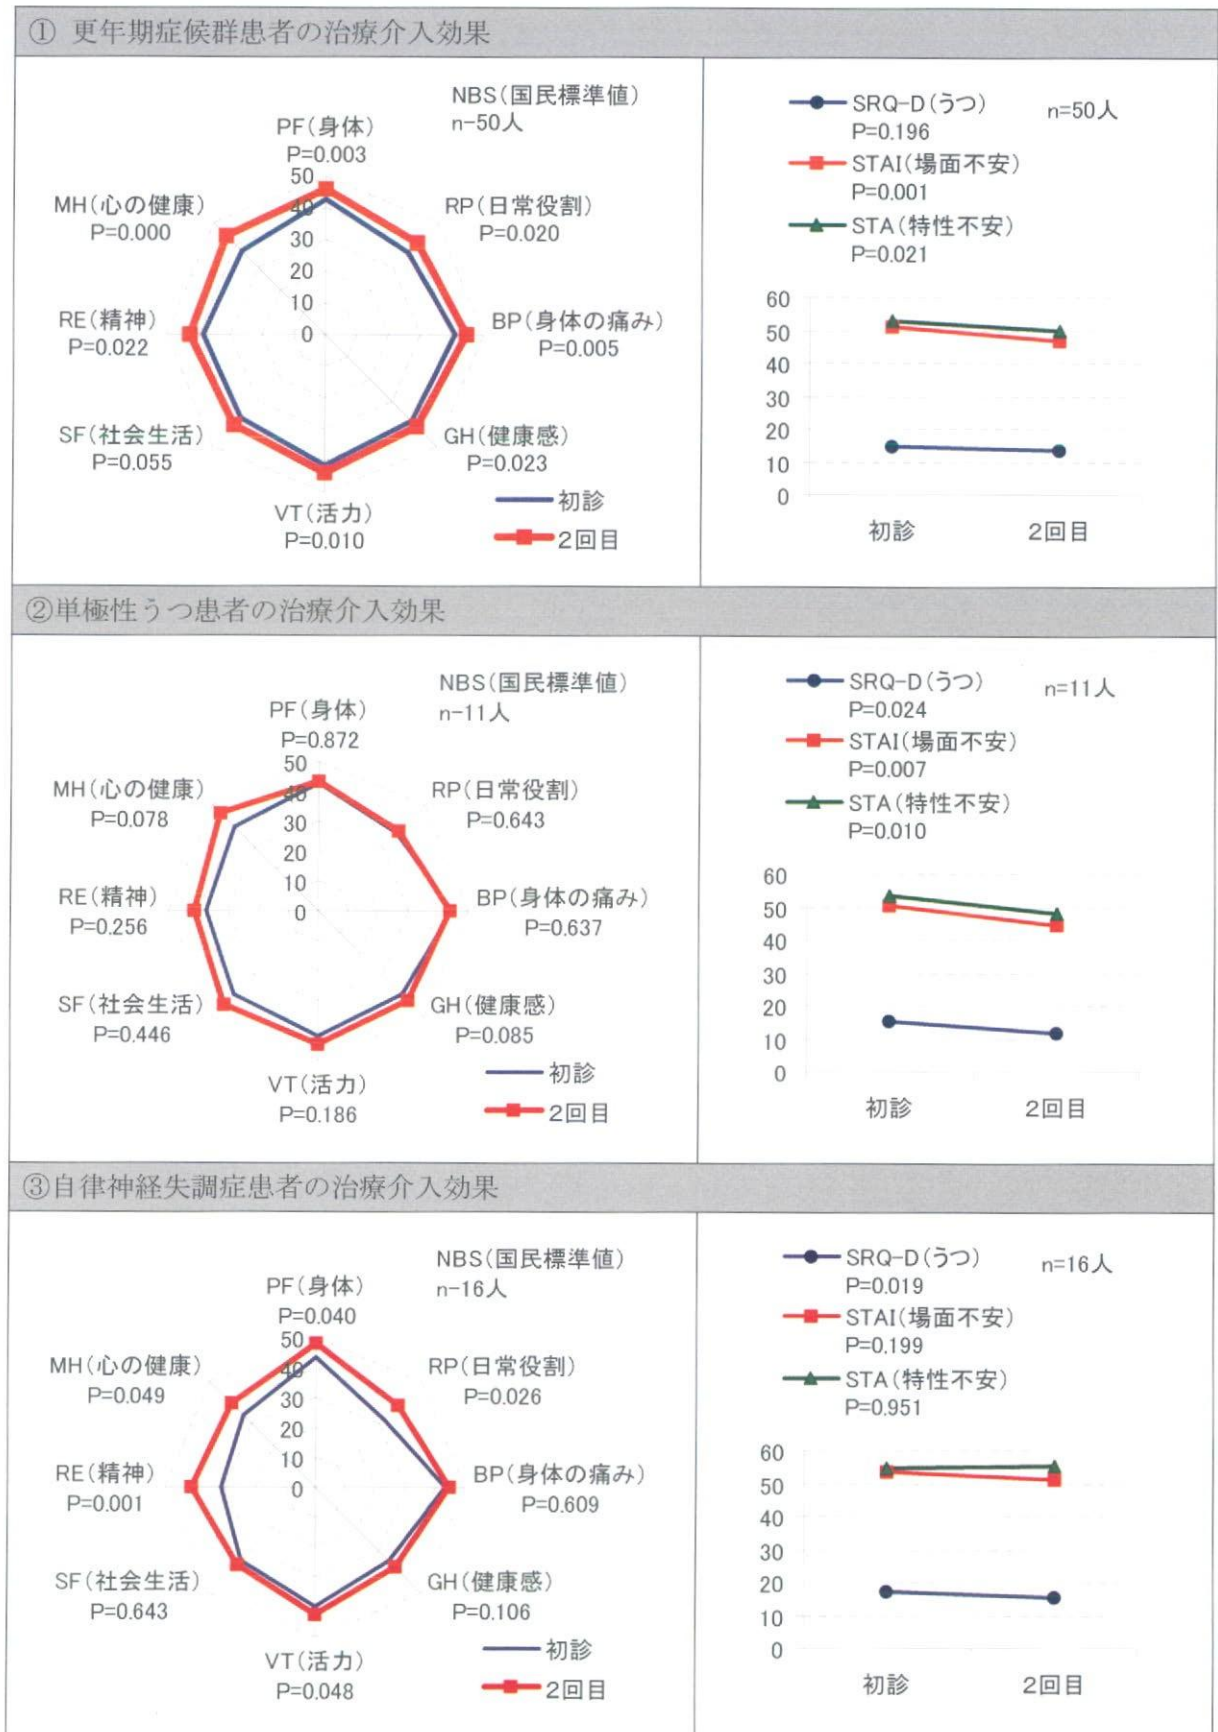 ① 更年期症候群患者の治療介入効果
NBS(国民標準値)
n-50人
PF(身体)
P=0.003
MH(心の健康)
P=0.000
RP(日常役割)
P=0.020
RE(精神)
P=0.022
BP(身体の痛み)
P=0.005
SF(社会生活)
P=0.055
GH(健康感)
P=0.023
VT(活力)
P=0.010
50
40
30
20
10
0
初診
2回目
SRQ-D(うつ)
P=0.196
n=50人
STAI(場面不安)
P=0.001
STA(特性不安)
P=0.021
60
50
40
30
20
10
0
初診
2回目
②単極性うつ患者の治療介入効果
NBS(国民標準値)
n-11人
PF(身体)
P=0.872
MH(心の健康)
P=0.078
RP(日常役割)
P=0.643
RE(精神)
P=0.256
BP(身体の痛み)
P=0.637
SF(社会生活)
P=0.446
GH(健康感)
P=0.085
VT(活力)
P=0.186
50
40
30
20
10
0
初診
2回目
SRQ-D(うつ)
P=0.024
n=11人
STAI(場面不安)
P=0.007
STA(特性不安)
P=0.010
60
50
40
30
20
10
0
初診
2回目
③自律神経失調症患者の治療介入効果
NBS(国民標準値)
n-16人
PF(身体)
P=0.040
MH(心の健康)
P=0.049
RP(日常役割)
P=0.026
RE(精神)
P=0.001
BP(身体の痛み)
P=0.609
SF(社会生活)
P=0.643
GH(健康感)
P=0.106
VT(活力)
P=0.048
50
40
30
20
10
0
初診
2回目
SRQ-D(うつ)
P=0.019
n=16人
STAI(場面不安)
P=0.199
STA(特性不安)
P=0.951
60
50
40
30
20
10
0
初診
2回目